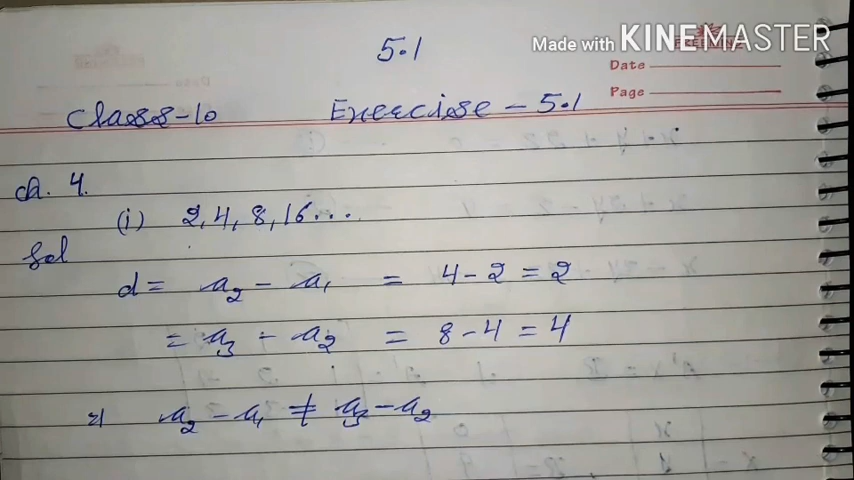 5.1
Made with KINEMASTER
Date
Page
Class-10 Exercise - 5.1
Q. 4.
(i) 2, 4, 8, 16...
Sol
d = a₂ - a₁ = 4-2 = 2
= a₃ - a₂ = 8-4 = 4
⇒ a₂ - a₁ ≠ a₃ - a₂